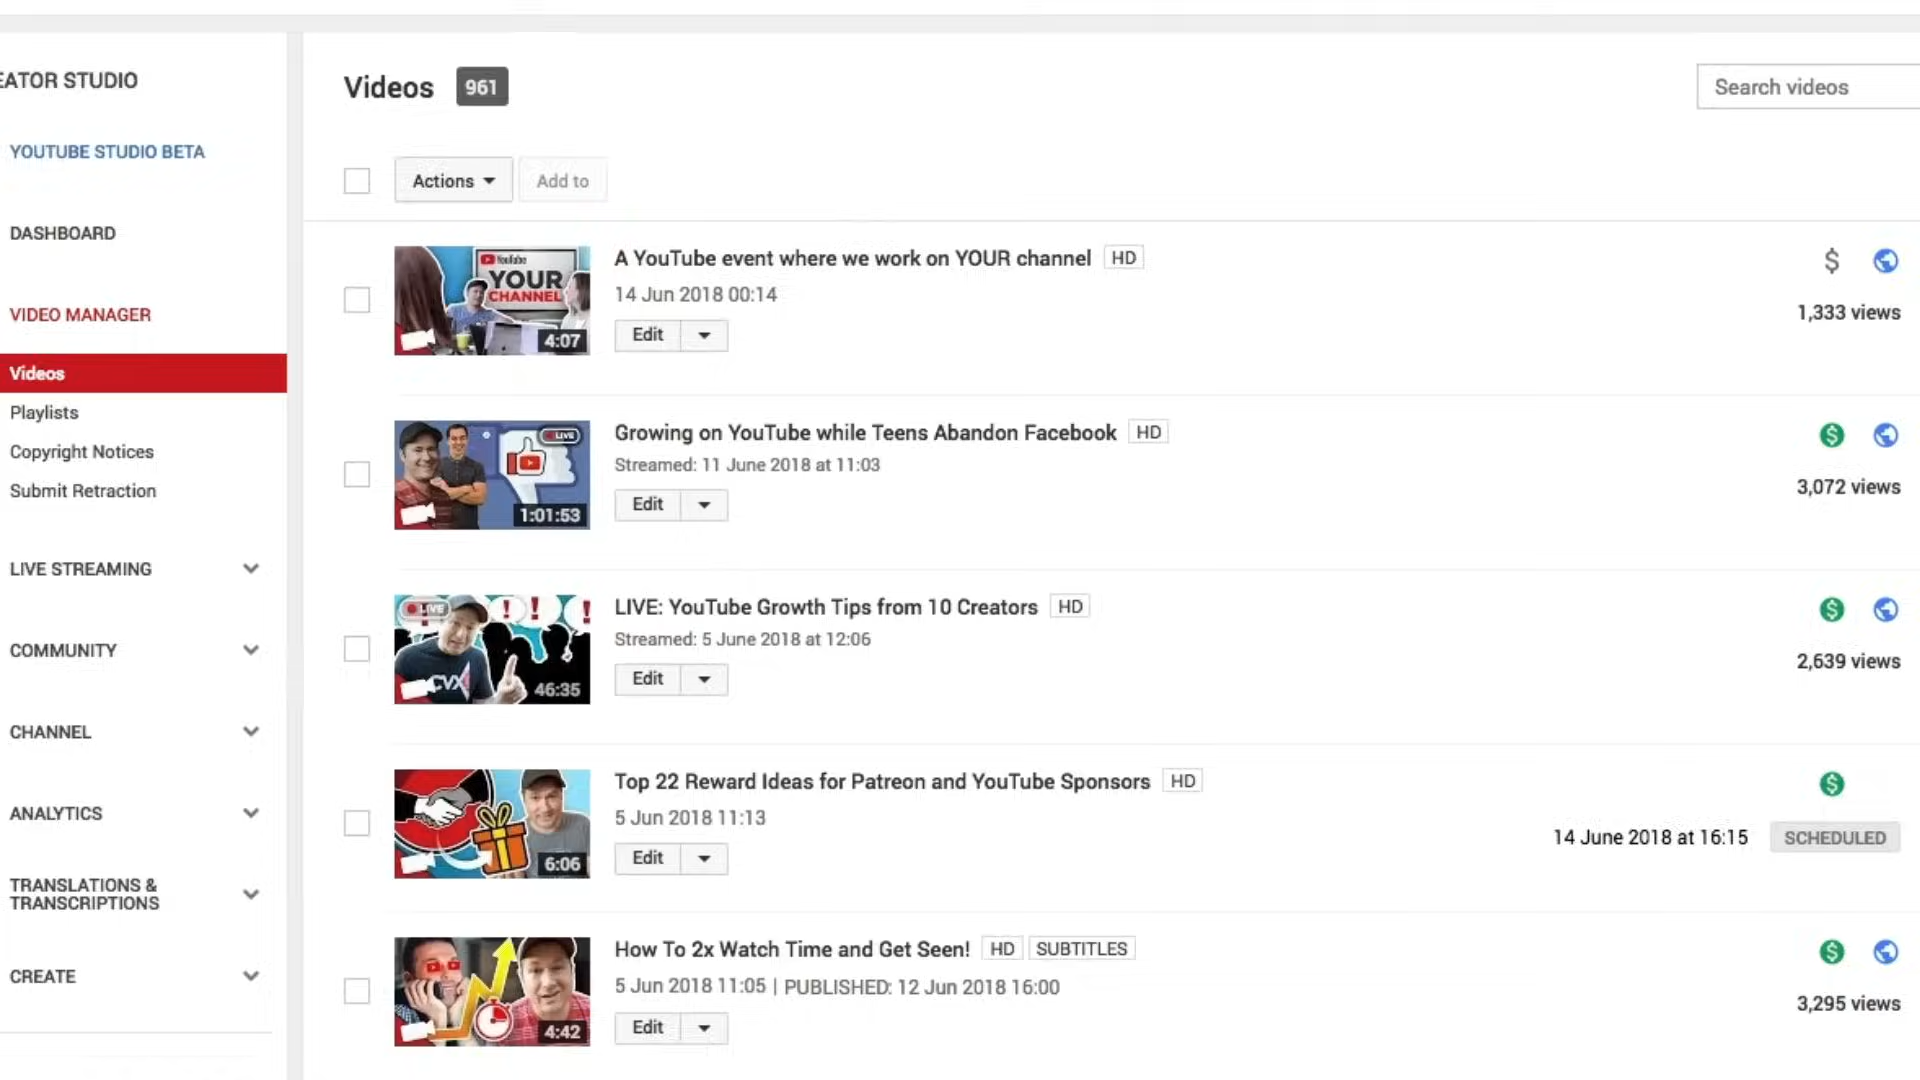 EATOR STUDIO
YOUTUBE STUDIO BETA
DASHBOARD
VIDEO MANAGER
Videos
Playlists
Copyright Notices
Submit Retraction
LIVE STREAMING
COMMUNITY
CHANNEL
ANALYTICS
TRANSLATIONS &
TRANSCRIPTIONS
CREATE
Videos 961
Search videos
Actions Add to
YouTube
YOUR
CHANNEL
4:07
A YouTube event where we work on YOUR channel HD
14 Jun 2018 00:14
Edit
$
1,333 views
LIVE
1:01:53
Growing on YouTube while Teens Abandon Facebook HD
Streamed: 11 June 2018 at 11:03
Edit
$
3,072 views
LIVE
! ! !
CVX
46:35
LIVE: YouTube Growth Tips from 10 Creators HD
Streamed: 5 June 2018 at 12:06
Edit
$
2,639 views
6:06
Top 22 Reward Ideas for Patreon and YouTube Sponsors HD
5 Jun 2018 11:13
Edit
$
14 June 2018 at 16:15 SCHEDULED
4:42
How To 2x Watch Time and Get Seen! HD SUBTITLES
5 Jun 2018 11:05 | PUBLISHED: 12 Jun 2018 16:00
Edit
$
3,295 views